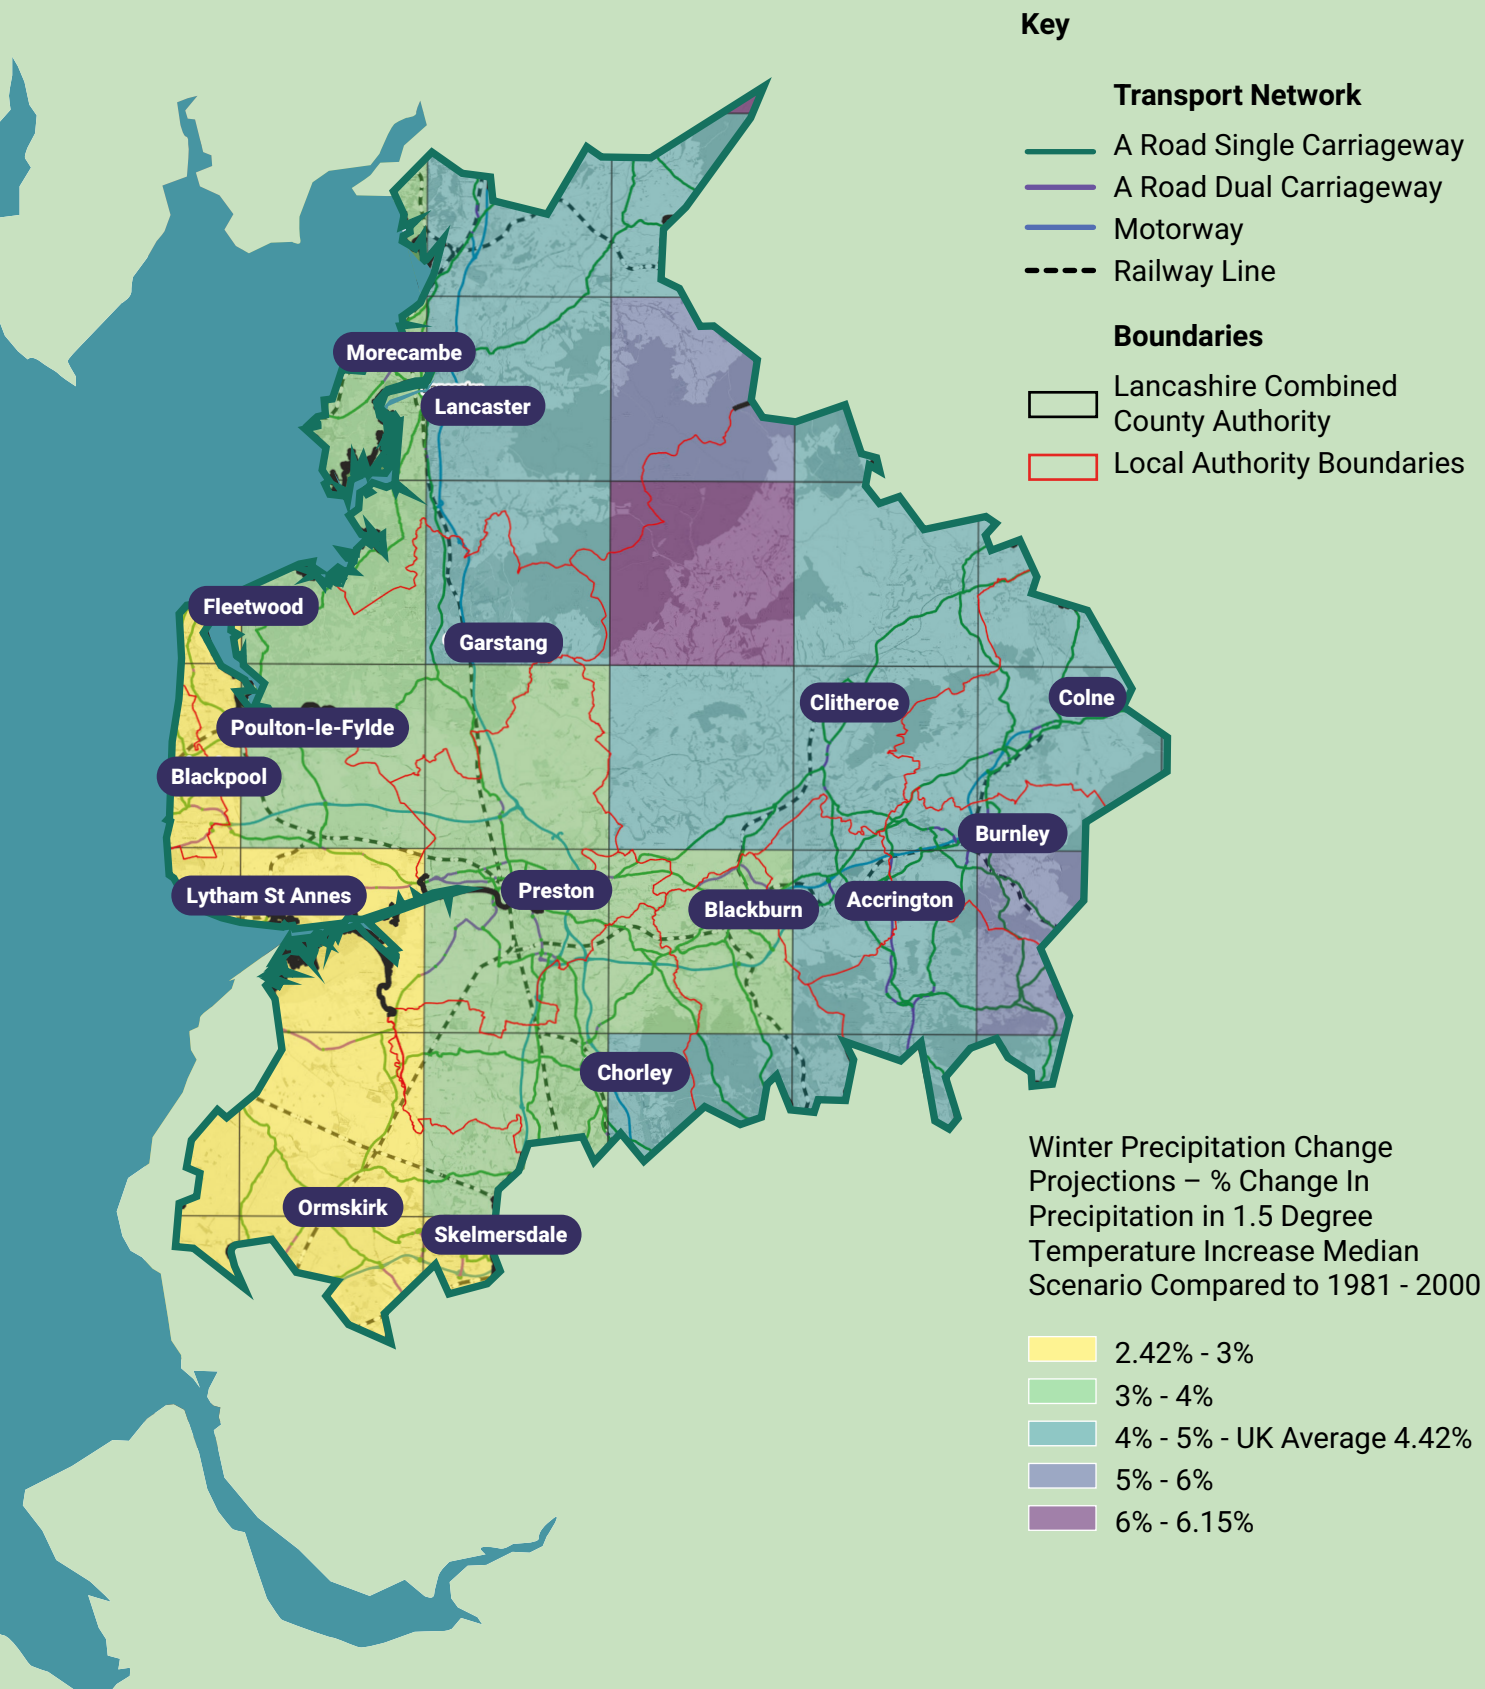 Key
Transport Network
A Road Single Carriageway
A Road Dual Carriageway
Motorway
Railway Line
Boundaries
Lancashire Combined
County Authority
Local Authority Boundaries
Morecambe
Lancaster
Fleetwood
Garstang
Poulton-le-Fylde
Clitheroe
Colne
Blackpool
Burnley
Lytham St Annes
Preston
Blackburn
Accrington
Chorley
Ormskirk
Skelmersdale
Winter Precipitation Change
Projections – % Change In
Precipitation in 1.5 Degree
Temperature Increase Median
Scenario Compared to 1981 - 2000
2.42% - 3%
3% - 4%
4% - 5% - UK Average 4.42%
5% - 6%
6% - 6.15%